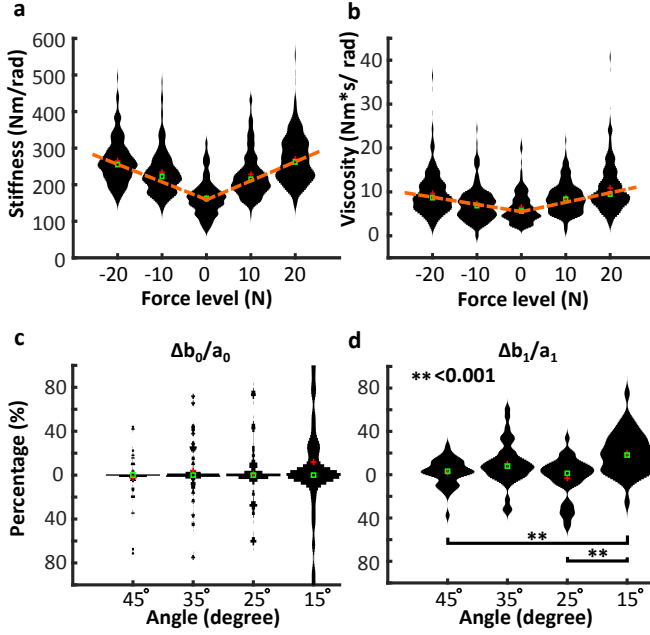 a
Stiffness (Nm/rad)
600
500
400
300
200
100
0
-20 -10 0 10 20
Force level (N)
b
Viscosity (Nm*s/ rad)
40
30
20
10
0
-20 -10 0 10 20
Force level (N)
c
Δb₀/a₀
Percentage (%)
80
40
0
40
80
45° 35° 25° 15°
Angle (degree)
d
Δb₁/a₁
**<0.001
80
40
0
40
80
**
**
45° 35° 25° 15°
Angle (degree)